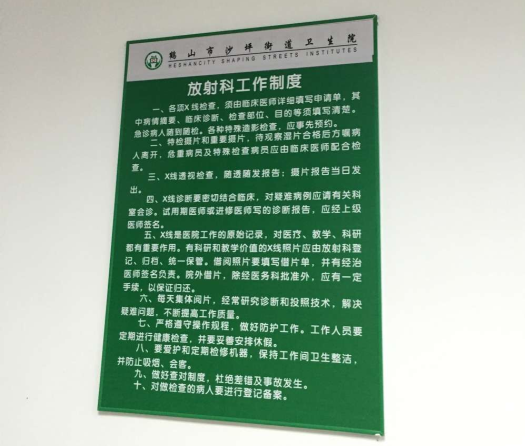 鹤山市沙坪街道卫生院
HESHANCITY SHAPING STREETS INSTITUTES
放射科工作制度
一、各项X线检查，须由临床医师详细填写申请单，其
中病情摘要、临床诊断、检查部位、目的等须填写清楚。
急诊病人随到随检。各种特殊造影检查，应事先预约。
二、特检摄片和重要摄片，待观察湿片合格后方嘱病
人离开，危重病员及特殊检查病员应由临床医师配合检
查。
三、X线透视检查，随透随发报告；摄片报告当日发
出。
四、X线诊断要密切结合临床，对疑难病例应请有关科
室会诊。试用期医师或进修医师写的诊断报告，应经上级
医师签名。
五、X线是医院工作的原始记录，对医疗、教学、科研
都有重要作用。有科研和教学价值的X线照片应由放射科登
记、归档、统一保管。借阅照片要填写借片单，并有经治
医师签名负责。院外借片，除经医务科批准外，应有一定
手续，以保证归还。
六、每天集体阅片，经常研究诊断和投照技术，解决
疑难问题，不断提高工作质量。
七、严格遵守操作规程，做好防护工作。工作人员要
定期进行健康检查，并要妥善安排休假。
八、要爱护和定期检修机器，保持工作间卫生整洁，
并防止吸烟、会客。
九、做好查对制度，杜绝差错及事故发生。
十、对做检查的病人要进行登记备案。